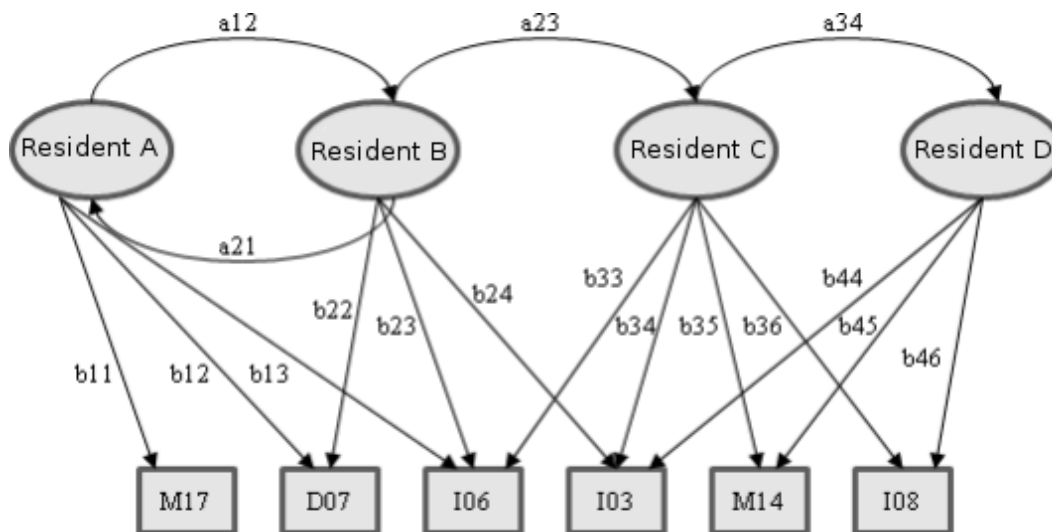 a12 a23 a34
Resident A Resident B Resident C Resident D
a21
b22 b24 b33 b44
b23 b34 b35 b36 b45
b11 b12 b13 b46
M17 D07 I06 I03 M14 I08